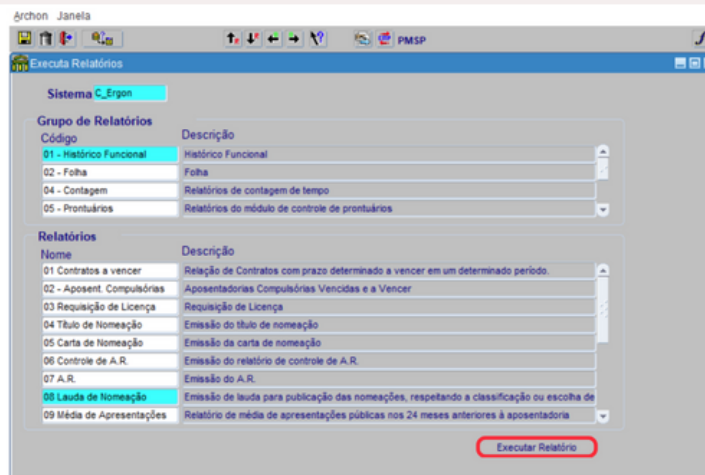 Archon Janela
PMSP
Executa Relatórios
Sistema C_Ergon
Grupo de Relatórios
Código Descrição
01 - Histórico Funcional Histórico Funcional
02 - Folha Folha
04 - Contagem Relatórios de contagem de tempo
05 - Prontuários Relatórios do módulo de controle de prontuários
Relatórios
Nome Descrição
01 Contratos a vencer Relação de Contratos com prazo determinado a vencer em um determinado período.
02 - Aposent. Compulsórias Aposentadorias Compulsórias Vencidas e a Vencer
03 Requisição de Licença Requisição de Licença
04 Título de Nomeação Emissão do título de nomeação
05 Carta de Nomeação Emissão da carta de nomeação
06 Controle de A.R. Emissão do relatório de controle de A.R.
07 A.R. Emissão do A.R.
08 Lauda de Nomeação Emissão de lauda para publicação das nomeações, respeitando a classificação ou escolha de
09 Média de Apresentações Relatório de média de apresentações públicas nos 24 meses anteriores à aposentadoria
Executar Relatório